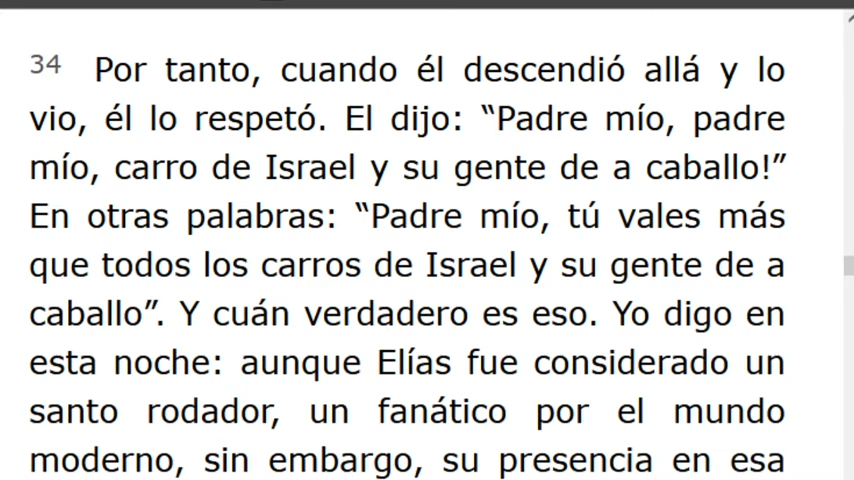 34 Por tanto, cuando él descendió allá y lo
vio, él lo respetó. El dijo: “Padre mío, padre
mío, carro de Israel y su gente de a caballo!”
En otras palabras: “Padre mío, tú vales más
que todos los carros de Israel y su gente de a
caballo”. Y cuán verdadero es eso. Yo digo en
esta noche: aunque Elías fue considerado un
santo rodador, un fanático por el mundo
moderno, sin embargo, su presencia en esa